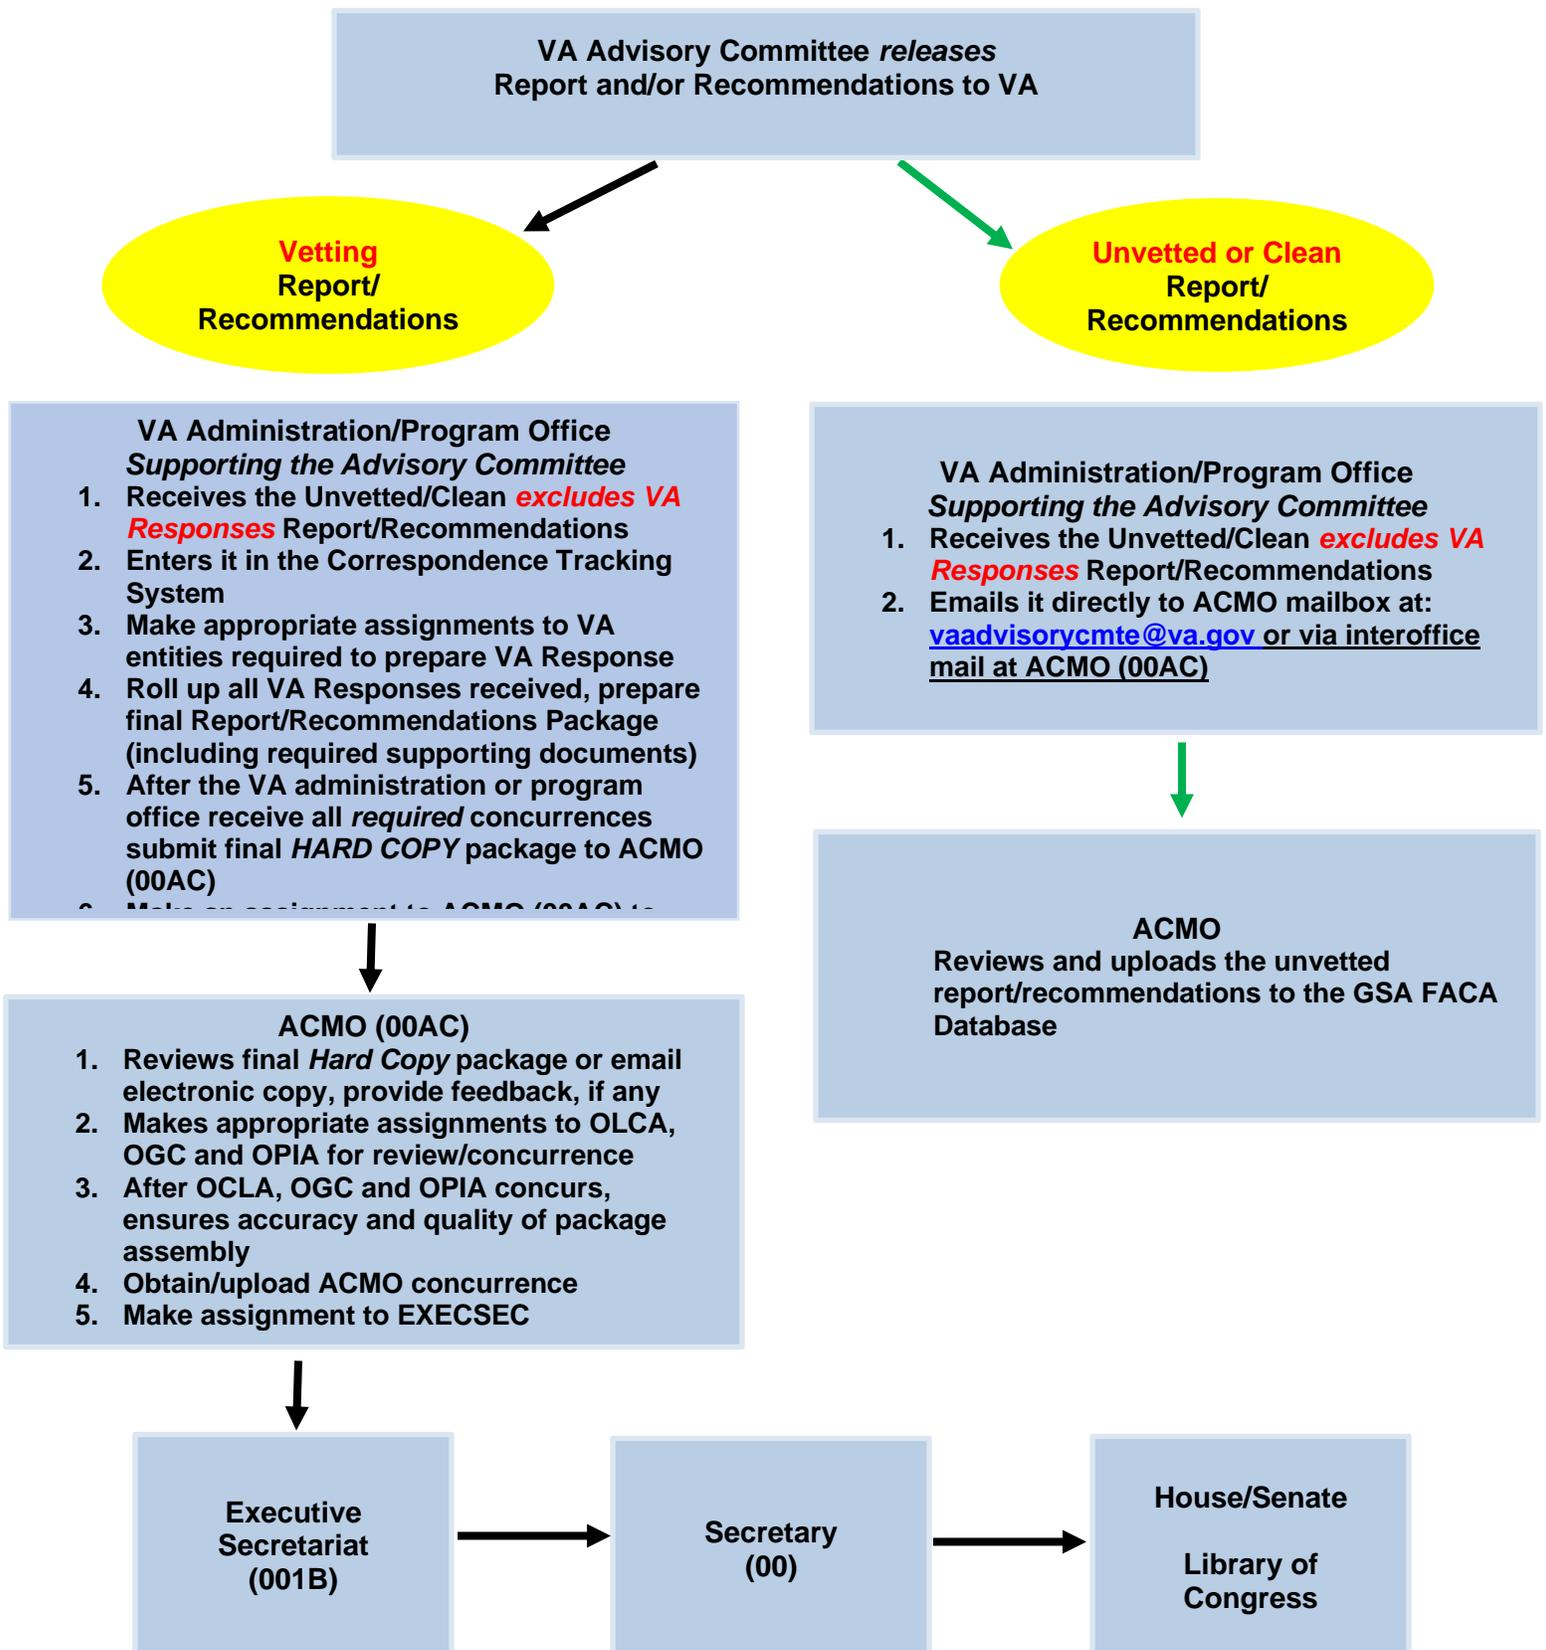 VA Advisory Committee releases
Report and/or Recommendations to VA
Vetting
Report/
Recommendations
Unvetted or Clean
Report/
Recommendations
VA Administration/Program Office
Supporting the Advisory Committee
1. Receives the Unvetted/Clean excludes VA
Responses Report/Recommendations
2. Enters it in the Correspondence Tracking
System
3. Make appropriate assignments to VA
entities required to prepare VA Response
4. Roll up all VA Responses received, prepare
final Report/Recommendations Package
(including required supporting documents)
5. After the VA administration or program
office receive all required concurrences
submit final HARD COPY package to ACMO
(00AC)
6. Make an assignment to ACMO (00AC) to
VA Administration/Program Office
Supporting the Advisory Committee
1. Receives the Unvetted/Clean excludes VA
Responses Report/Recommendations
2. Emails it directly to ACMO mailbox at:
vaadvisorycmte@va.gov or via interoffice
mail at ACMO (00AC)
ACMO
Reviews and uploads the unvetted
report/recommendations to the GSA FACA
Database
ACMO (00AC)
1. Reviews final Hard Copy package or email
electronic copy, provide feedback, if any
2. Makes appropriate assignments to OLCA,
OGC and OPIA for review/concurrence
3. After OCLA, OGC and OPIA concurs,
ensures accuracy and quality of package
assembly
4. Obtain/upload ACMO concurrence
5. Make assignment to EXECSEC
Executive
Secretariat
(001B)
Secretary
(00)
House/Senate
Library of
Congress